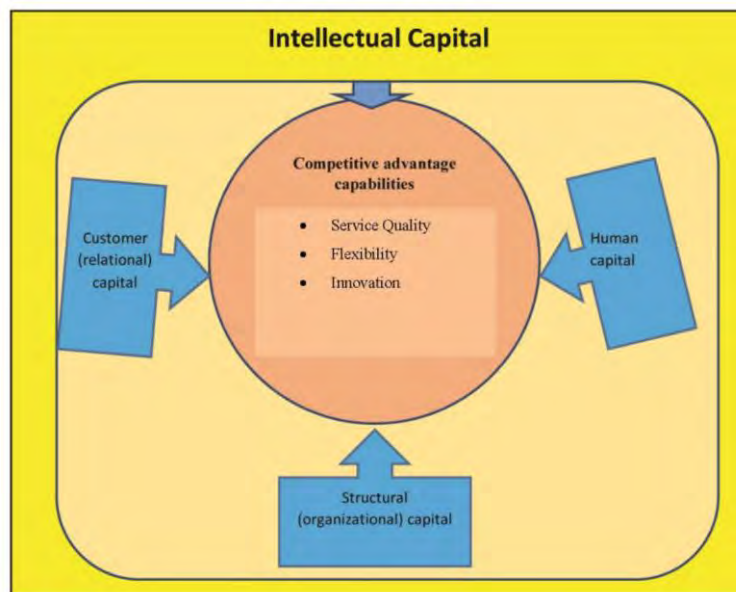 Intellectual Capital
Competitive advantage
capabilities
• Service Quality
• Flexibility
• Innovation
Customer
(relational)
capital
Human
capital
Structural
(organizational) capital